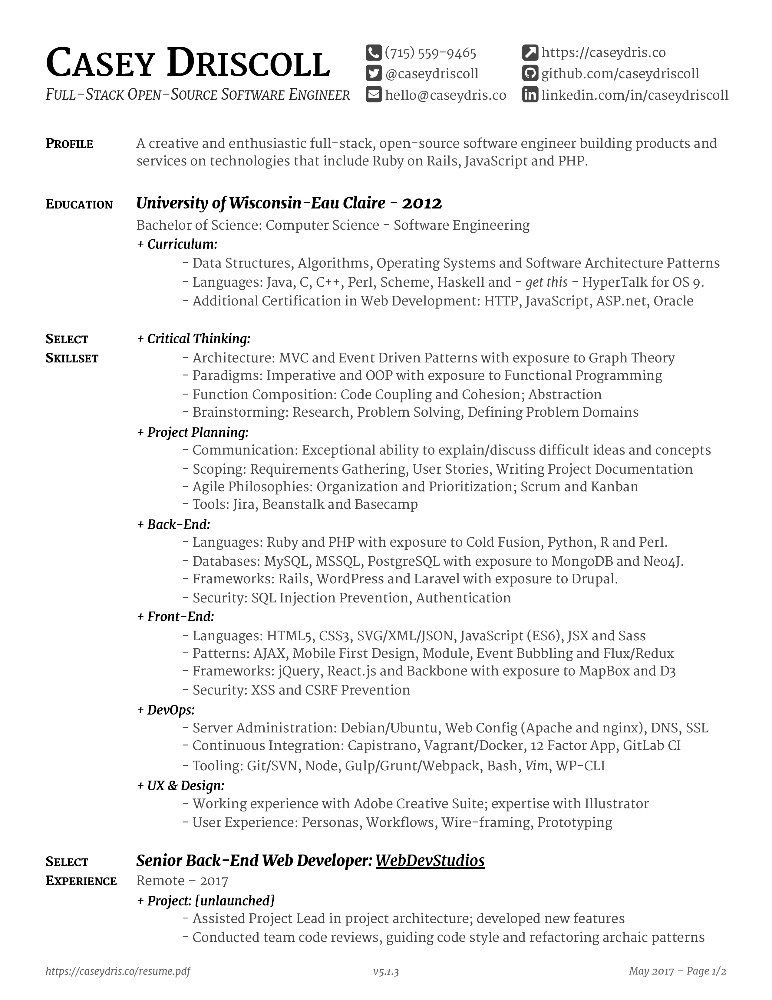 CASEY DRISCOLL
FULL-STACK OPEN-SOURCE SOFTWARE ENGINEER
(715) 559-9465
@caseydriscoll
hello@caseydris.co
https://caseydris.co
github.com/caseydriscoll
linkedin.com/in/caseydriscoll
PROFILE
A creative and enthusiastic full-stack, open-source software engineer building products and
services on technologies that include Ruby on Rails, JavaScript and PHP.
EDUCATION
University of Wisconsin-Eau Claire - 2012
Bachelor of Science: Computer Science - Software Engineering
+ Curriculum:
- Data Structures, Algorithms, Operating Systems and Software Architecture Patterns
- Languages: Java, C, C++, Perl, Scheme, Haskell and - get this - HyperTalk for OS 9.
- Additional Certification in Web Development: HTTP, JavaScript, ASP.net, Oracle
SELECT
SKILLSET
+ Critical Thinking:
- Architecture: MVC and Event Driven Patterns with exposure to Graph Theory
- Paradigms: Imperative and OOP with exposure to Functional Programming
- Function Composition: Code Coupling and Cohesion; Abstraction
- Brainstorming: Research, Problem Solving, Defining Problem Domains
+ Project Planning:
- Communication: Exceptional ability to explain/discuss difficult ideas and concepts
- Scoping: Requirements Gathering, User Stories, Writing Project Documentation
- Agile Philosophies: Organization and Prioritization; Scrum and Kanban
- Tools: Jira, Beanstalk and Basecamp
+ Back-End:
- Languages: Ruby and PHP with exposure to Cold Fusion, Python, R and Perl.
- Databases: MySQL, MSSQL, PostgreSQL with exposure to MongoDB and Neo4J.
- Frameworks: Rails, WordPress and Laravel with exposure to Drupal.
- Security: SQL Injection Prevention, Authentication
+ Front-End:
- Languages: HTML5, CSS3, SVG/XML/JSON, JavaScript (ES6), JSX and Sass
- Patterns: AJAX, Mobile First Design, Module, Event Bubbling and Flux/Redux
- Frameworks: jQuery, React.js and Backbone with exposure to MapBox and D3
- Security: XSS and CSRF Prevention
+ DevOps:
- Server Administration: Debian/Ubuntu, Web Config (Apache and nginx), DNS, SSL
- Continuous Integration: Capistrano, Vagrant/Docker, 12 Factor App, GitLab CI
- Tooling: Git/SVN, Node, Gulp/Grunt/Webpack, Bash, Vim, WP-CLI
+ UX & Design:
- Working experience with Adobe Creative Suite; expertise with Illustrator
- User Experience: Personas, Workflows, Wire-framing, Prototyping
SELECT
EXPERIENCE
Senior Back-End Web Developer: WebDevStudios
Remote - 2017
+ Project: [unlaunched]
- Assisted Project Lead in project architecture; developed new features
- Conducted team code reviews, guiding code style and refactoring archaic patterns
https://caseydris.co/resume.pdf
v5.1.3
May 2017 - Page 1/2